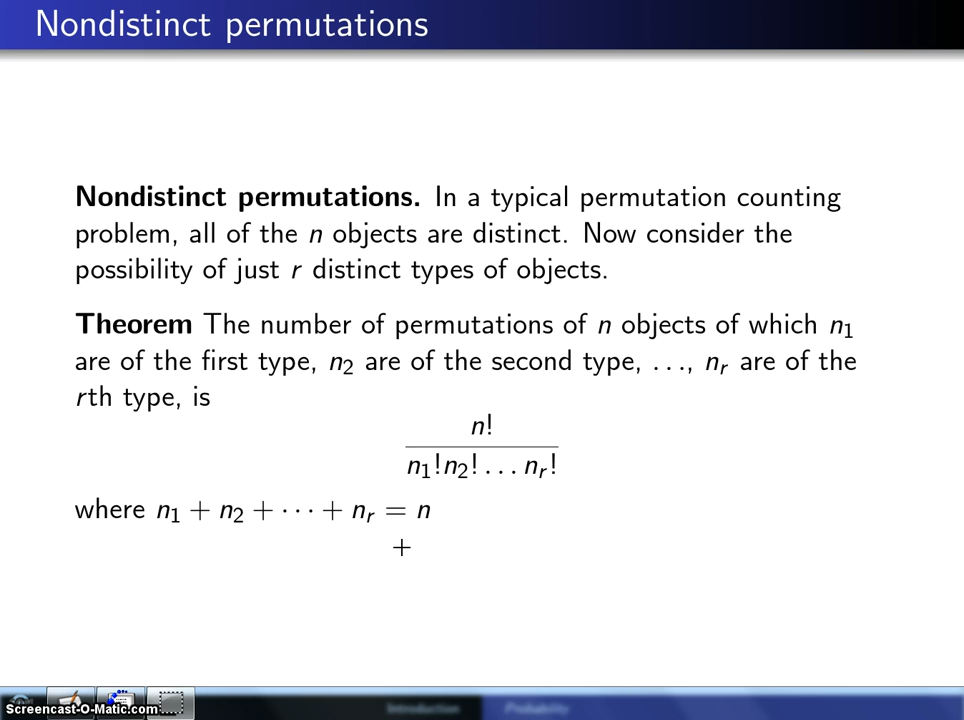 Nondistinct permutations
Nondistinct permutations. In a typical permutation counting
problem, all of the n objects are distinct. Now consider the
possibility of just r distinct types of objects.
Theorem The number of permutations of n objects of which n₁
are of the first type, n₂ are of the second type, . . ., nᵣ are of the
rth type, is
n!
n₁!n₂! . . . nᵣ!
where n₁ + n₂ + · · · + nᵣ = n
+
Screencast-O-Matic.com
Introduction
Probability